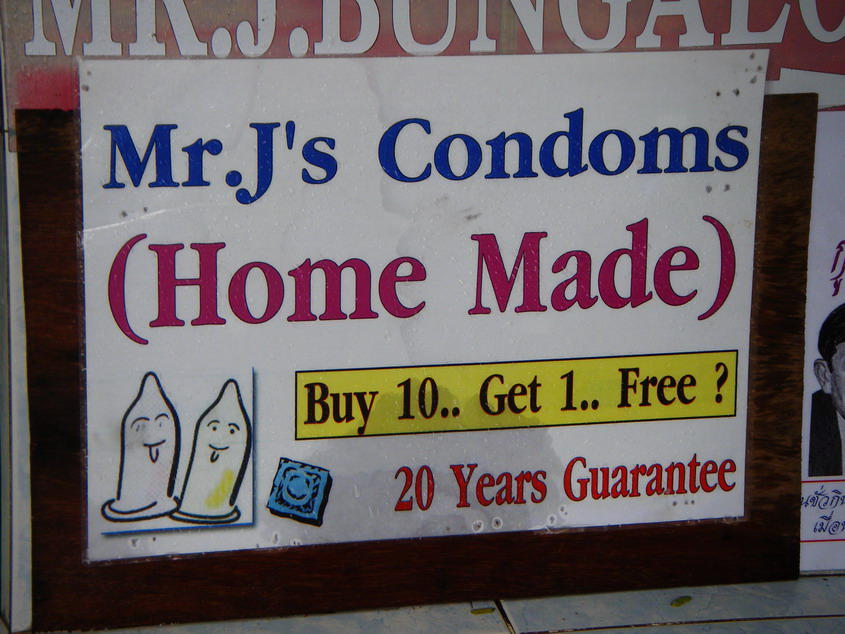 MR.J.BUNGALO
Mr.J's Condoms
(Home Made)
Buy 10.. Get 1.. Free ?
20 Years Guarantee